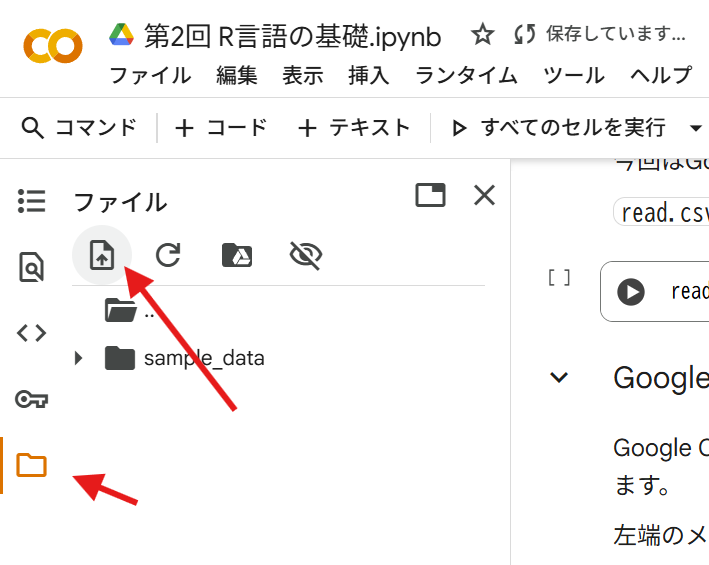 第2回 R言語の基礎.ipynb
保存しています...
ファイル 編集 表示 挿入 ランタイム ツール ヘルプ
コマンド + コード + テキスト すべてのセルを実行
ファイル
..
sample_data
今回はGo
read.csv
[ ]
read
Google
Google C
ます。
左端のメ